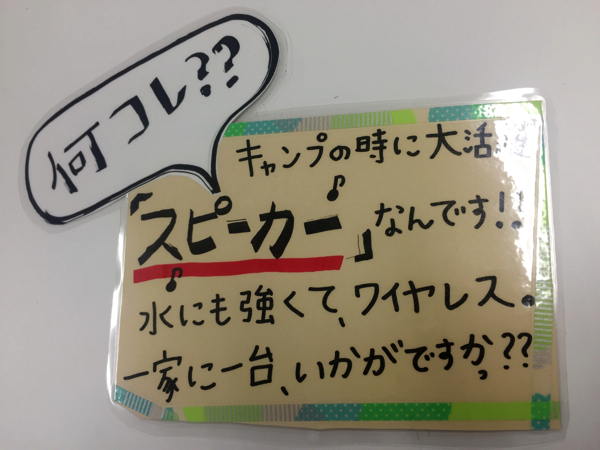 何コレ??
キャンプの時に大活
「スピーカー」なんです!!
水にも強くて、ワイヤレス。
一家に一台、いかがですかっ??